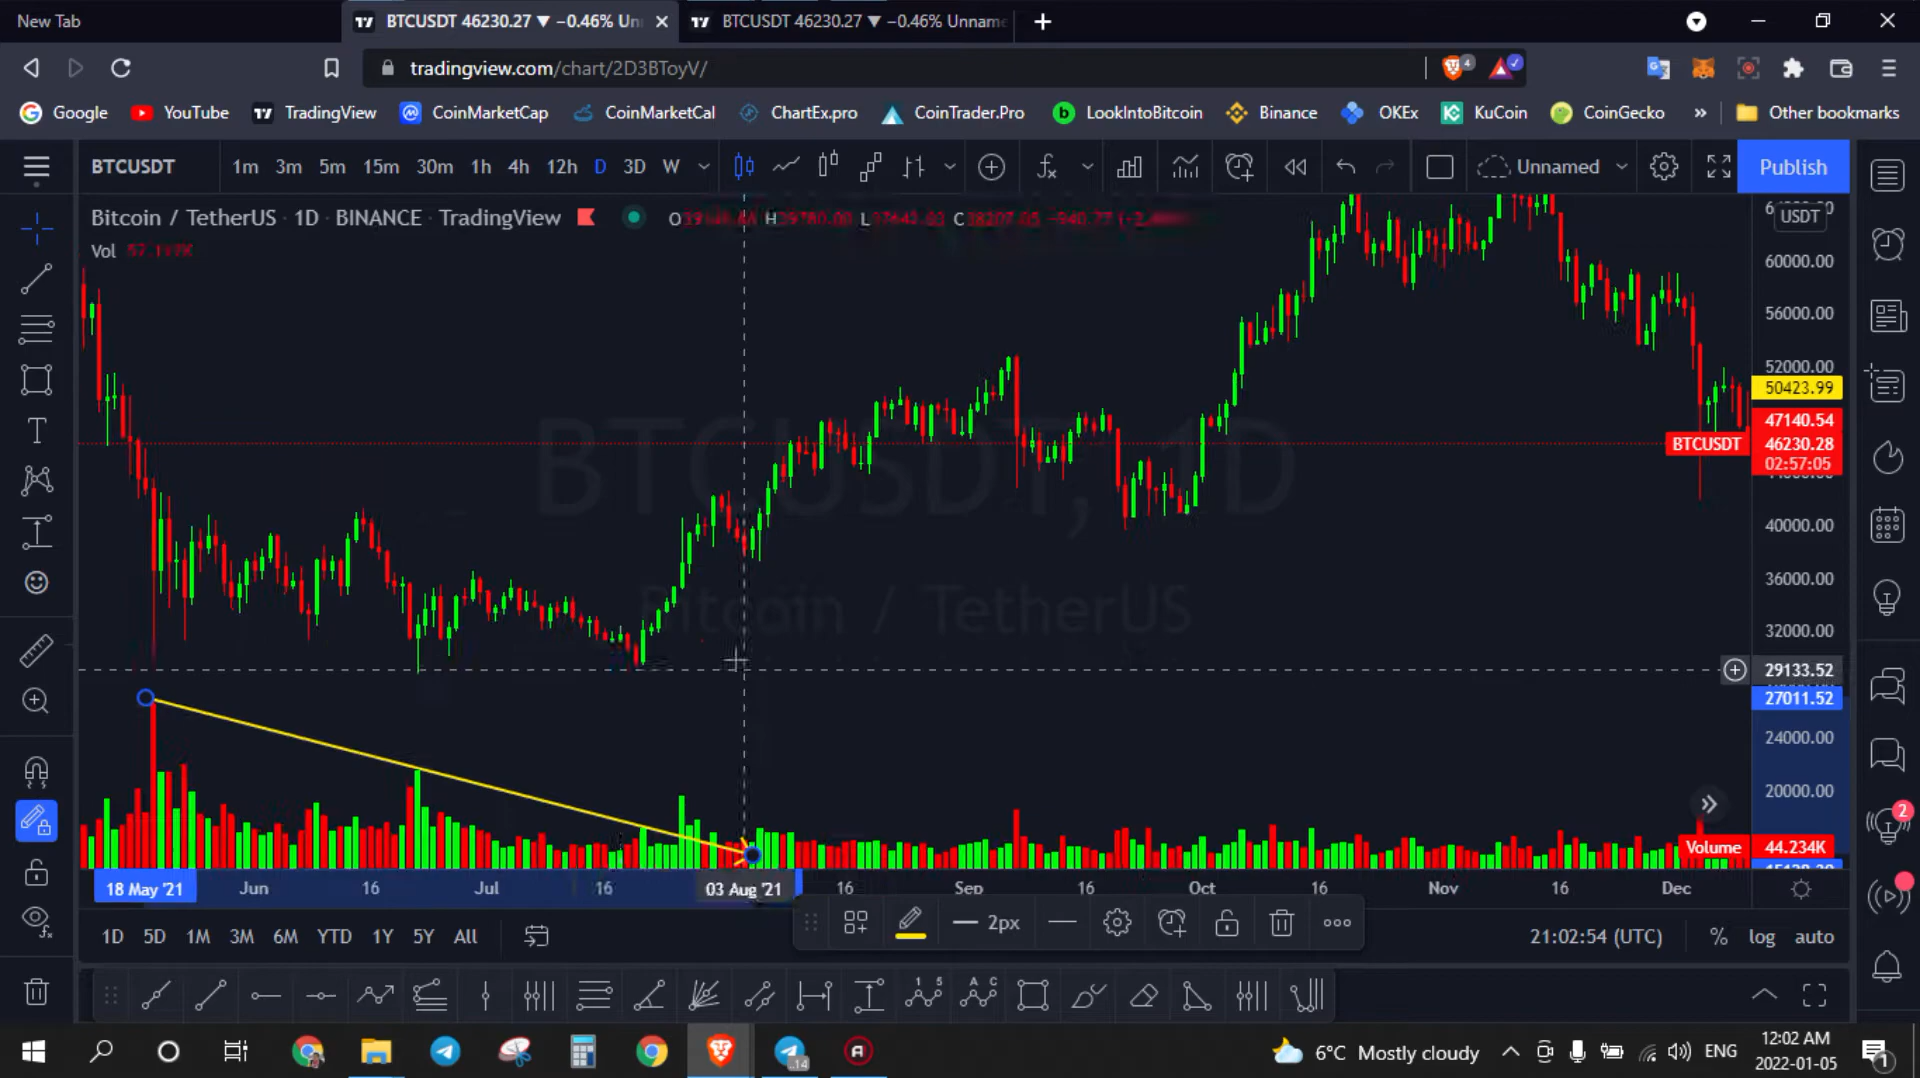 New Tab
BTCUSDT 46230.27 ▼ −0.46% Un
BTCUSDT 46230.27 ▼ −0.46% Unname
tradingview.com/chart/2D3BToyV/
4
Google
YouTube
TradingView
CoinMarketCap
CoinMarketCal
ChartEx.pro
CoinTrader.Pro
LookIntoBitcoin
Binance
OKEx
KuCoin
CoinGecko
»
Other bookmarks
BTCUSDT
1m 3m 5m 15m 30m 1h 4h 12h D 3D W
Unnamed
Publish
Bitcoin / TetherUS · 1D · BINANCE · TradingView
O H L C
Vol
BTCUSDT, 1D
Bitcoin / TetherUS
USDT
60000.00
56000.00
52000.00
50423.99
47140.54
BTCUSDT 46230.28
02:57:05
40000.00
36000.00
32000.00
29133.52
27011.52
24000.00
20000.00
Volume 44.234K
2
18 May '21 Jun 16 Jul 16 03 Aug '21 16 Sep 16 Oct 16 Nov 16 Dec
2px
1D 5D 1M 3M 6M YTD 1Y 5Y All
21:02:54 (UTC) % log auto
14
6°C Mostly cloudy
ENG
12:02 AM
2022-01-05
1